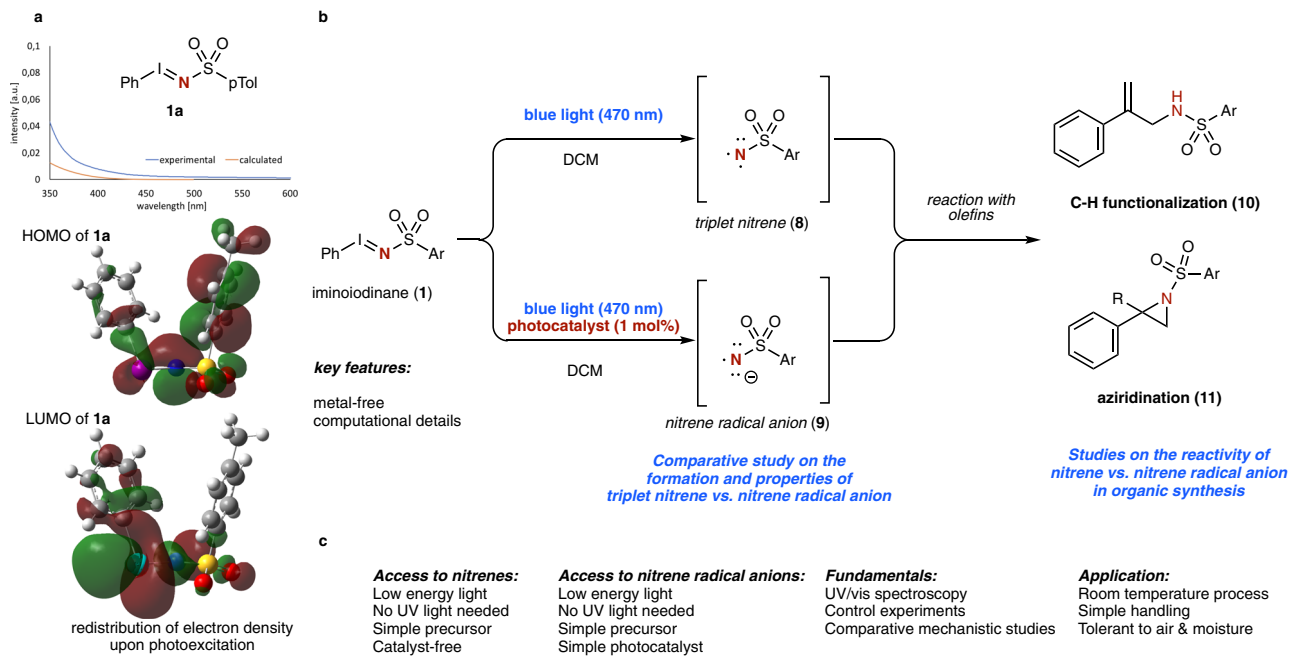 a
0,1
0,08
0,06
0,04
0,02
0
intensity [a.u.]
350
400
450
500
550
600
wavelength [nm]
experimental
calculated
O
O
S
I
N
Ph
pTol
1a
HOMO of 1a
LUMO of 1a
redistribution of electron density
upon photoexcitation
b
O
O
S
I
N
Ph
Ar
iminoiodinane (1)
key features:
metal-free
computational details
blue light (470 nm)
DCM
blue light (470 nm)
photocatalyst (1 mol%)
DCM
O
O
S
N
Ar
triplet nitrene (8)
O
O
S
N
Ar
nitrene radical anion (9)
Comparative study on the
formation and properties of
triplet nitrene vs. nitrene radical anion
reaction with
olefins
H
N
S
Ar
O
O
C-H functionalization (10)
O
O
S
Ar
R
N
aziridination (11)
Studies on the reactivity of
nitrene vs. nitrene radical anion
in organic synthesis
c
Access to nitrenes:
Low energy light
No UV light needed
Simple precursor
Catalyst-free
Access to nitrene radical anions:
Low energy light
No UV light needed
Simple precursor
Simple photocatalyst
Fundamentals:
UV/vis spectroscopy
Control experiments
Comparative mechanistic studies
Application:
Room temperature process
Simple handling
Tolerant to air & moisture